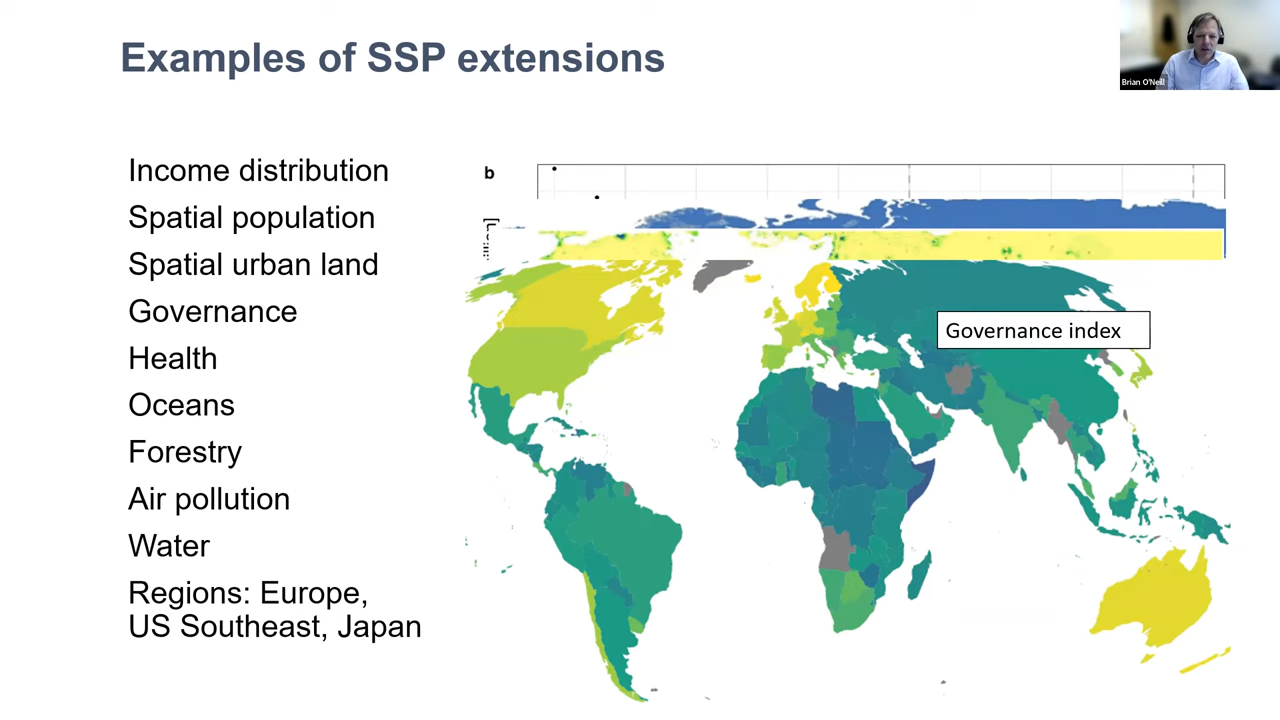 Examples of SSP extensions
Brian O'Neill
Income distribution
Spatial population
Spatial urban land
Governance
Health
Oceans
Forestry
Air pollution
Water
Regions: Europe,
US Southeast, Japan
b
Governance index